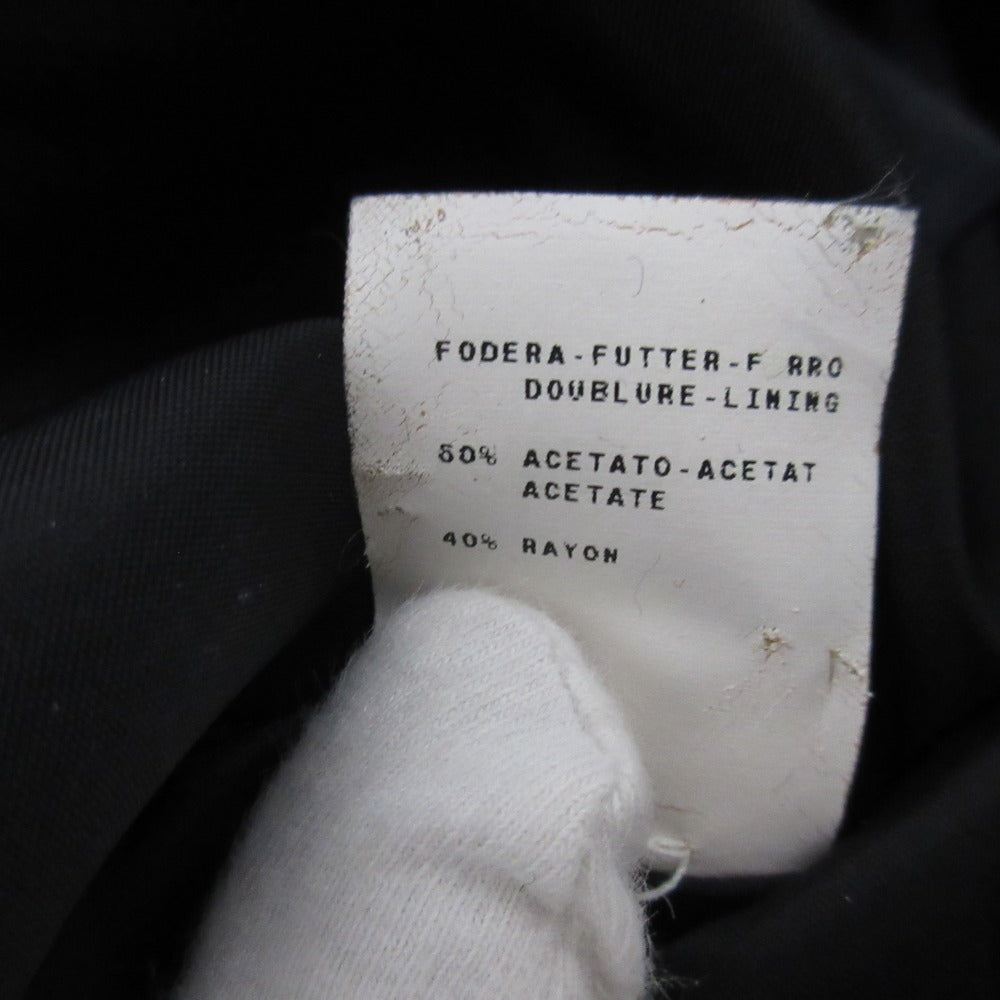 FODERA-FUTTER-F RRO
DOUBLURE-LINING
60% ACETATO-ACETAT
ACETATE
40% RAYON